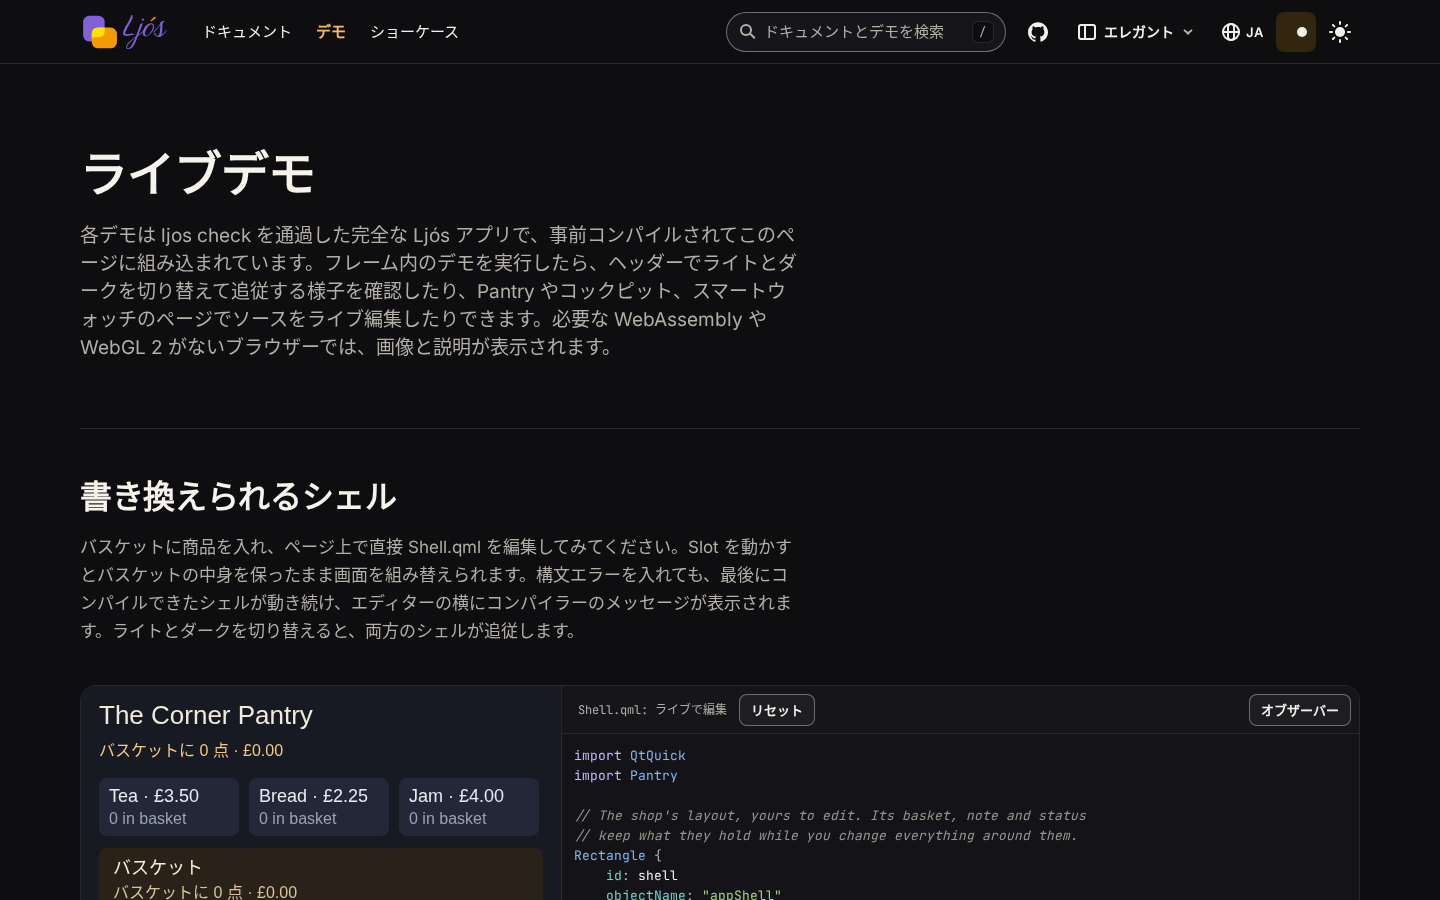 Ljós
ドキュメント
デモ
ショーケース
ドキュメントとデモを検索
/
エレガント
JA
ライブデモ
各デモは ljos check を通過した完全な Ljós アプリで、事前コンパイルされてこのペ
ージに組み込まれています。フレーム内のデモを実行したら、ヘッダーでライトとダ
ークを切り替えて追従する様子を確認したり、Pantry やコックピット、スマートウ
ォッチのページでソースをライブ編集したりできます。必要な WebAssembly や
WebGL 2 がないブラウザーでは、画像と説明が表示されます。
書き換えられるシェル
バスケットに商品を入れ、ページ上で直接 Shell.qml を編集してみてください。Slot を動かす
とバスケットの中身を保ったまま画面を組み替えられます。構文エラーを入れても、最後にコ
ンパイルできたシェルが動き続け、エディターの横にコンパイラーのメッセージが表示されま
す。ライトとダークを切り替えると、両方のシェルが追従します。
The Corner Pantry
バスケットに 0 点 · £0.00
Tea · £3.50
0 in basket
Bread · £2.25
0 in basket
Jam · £4.00
0 in basket
バスケット
バスケットに 0 点 · £0.00
Shell.qml: ライブで編集
リセット
オブザーバー
import QtQuick
import Pantry
// The shop's layout, yours to edit. Its basket, note and status
// keep what they hold while you change everything around them.
Rectangle {
id: shell
objectName: "appShell"